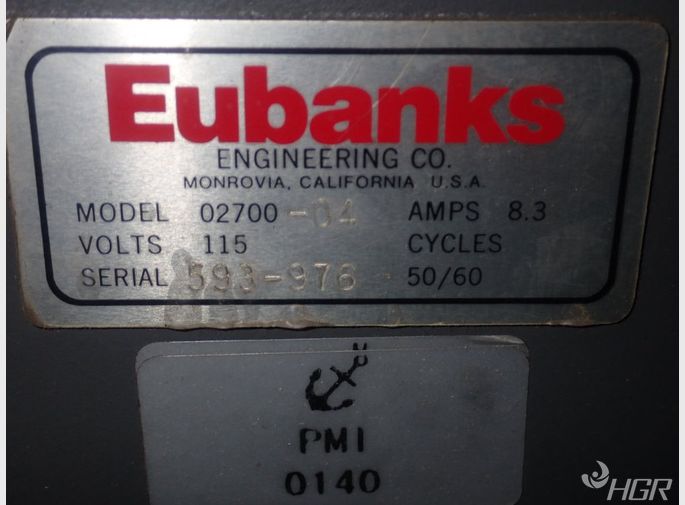 Eubanks
ENGINEERING CO.
MONROVIA, CALIFORNIA U.S.A.
MODEL 02700-04 AMPS 8.3
VOLTS 115 CYCLES
SERIAL 593-976 50/60
PMI
0140
HGR